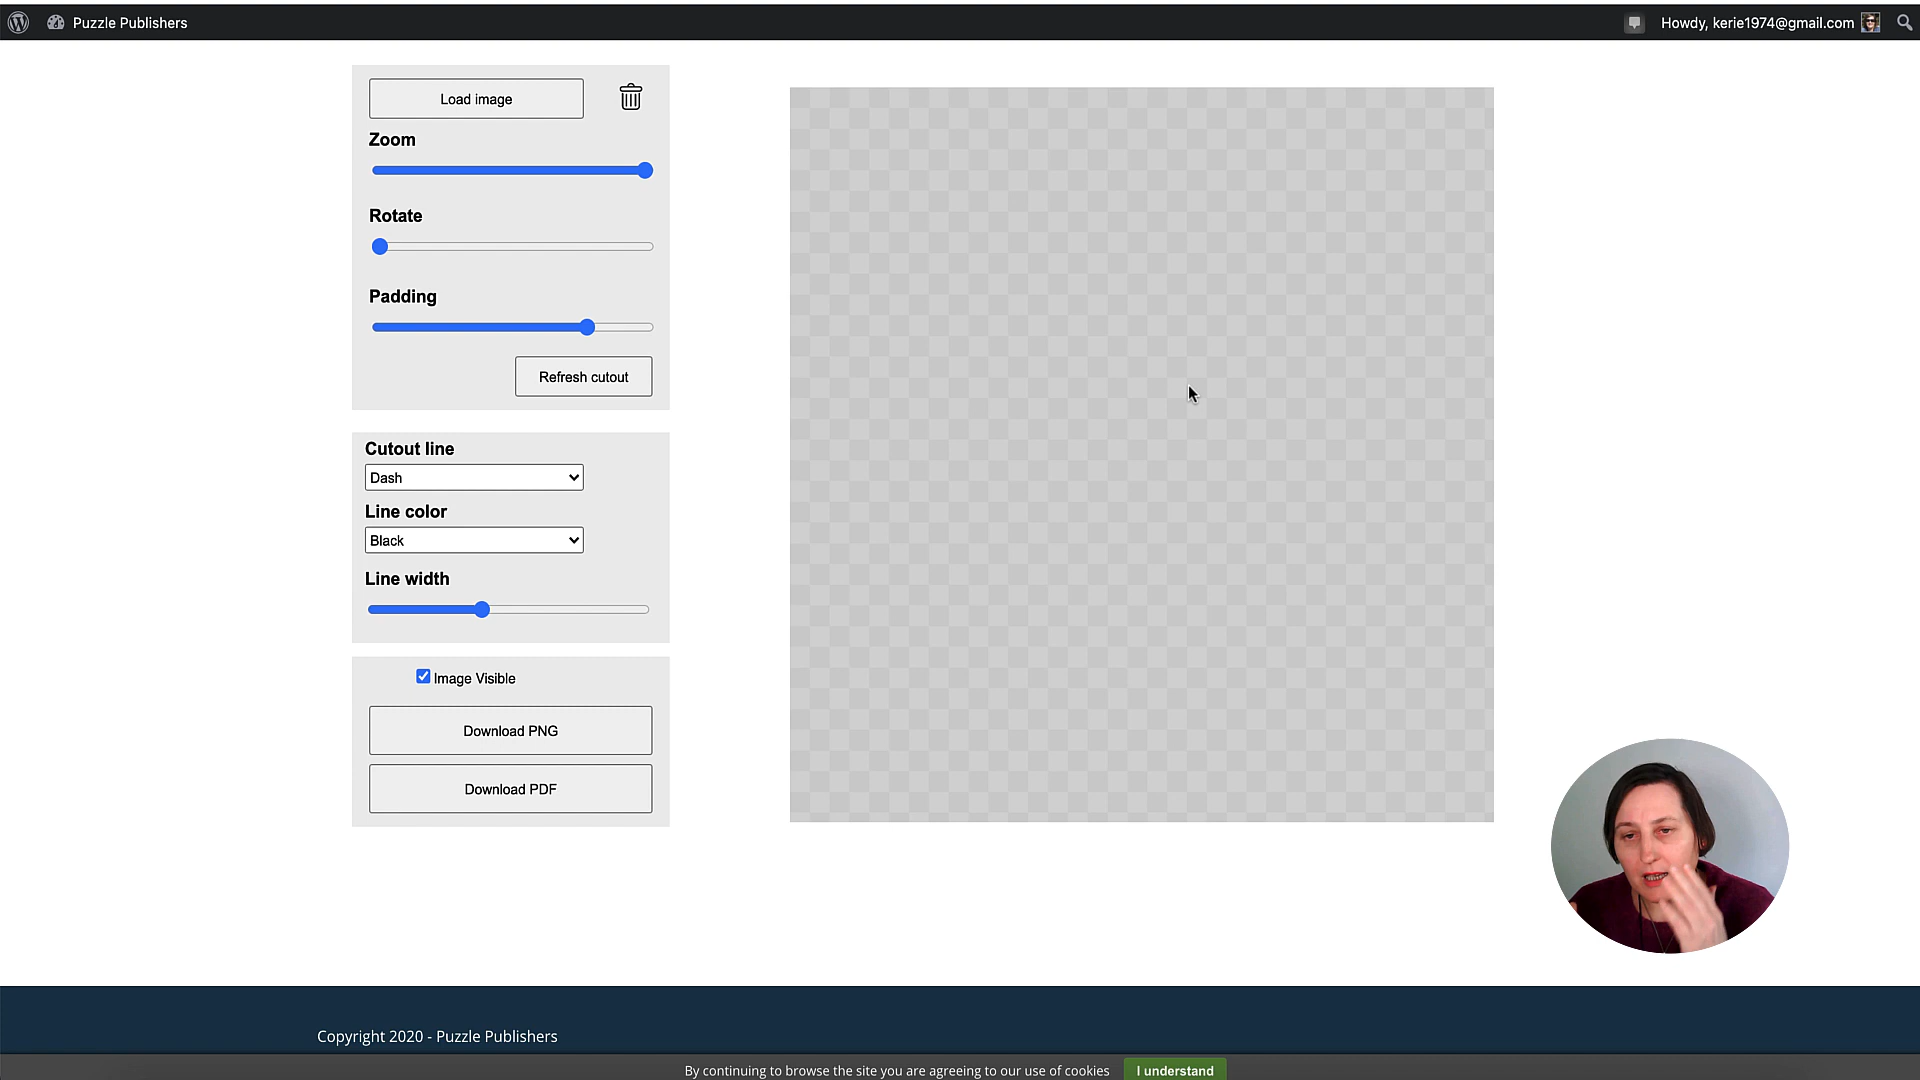 Puzzle Publishers
Howdy, kerie1974@gmail.com
Load image
Zoom
Rotate
Padding
Refresh cutout
Cutout line
Dash
Line color
Black
Line width
Image Visible
Download PNG
Download PDF
Copyright 2020 - Puzzle Publishers
By continuing to browse the site you are agreeing to our use of cookies
I understand